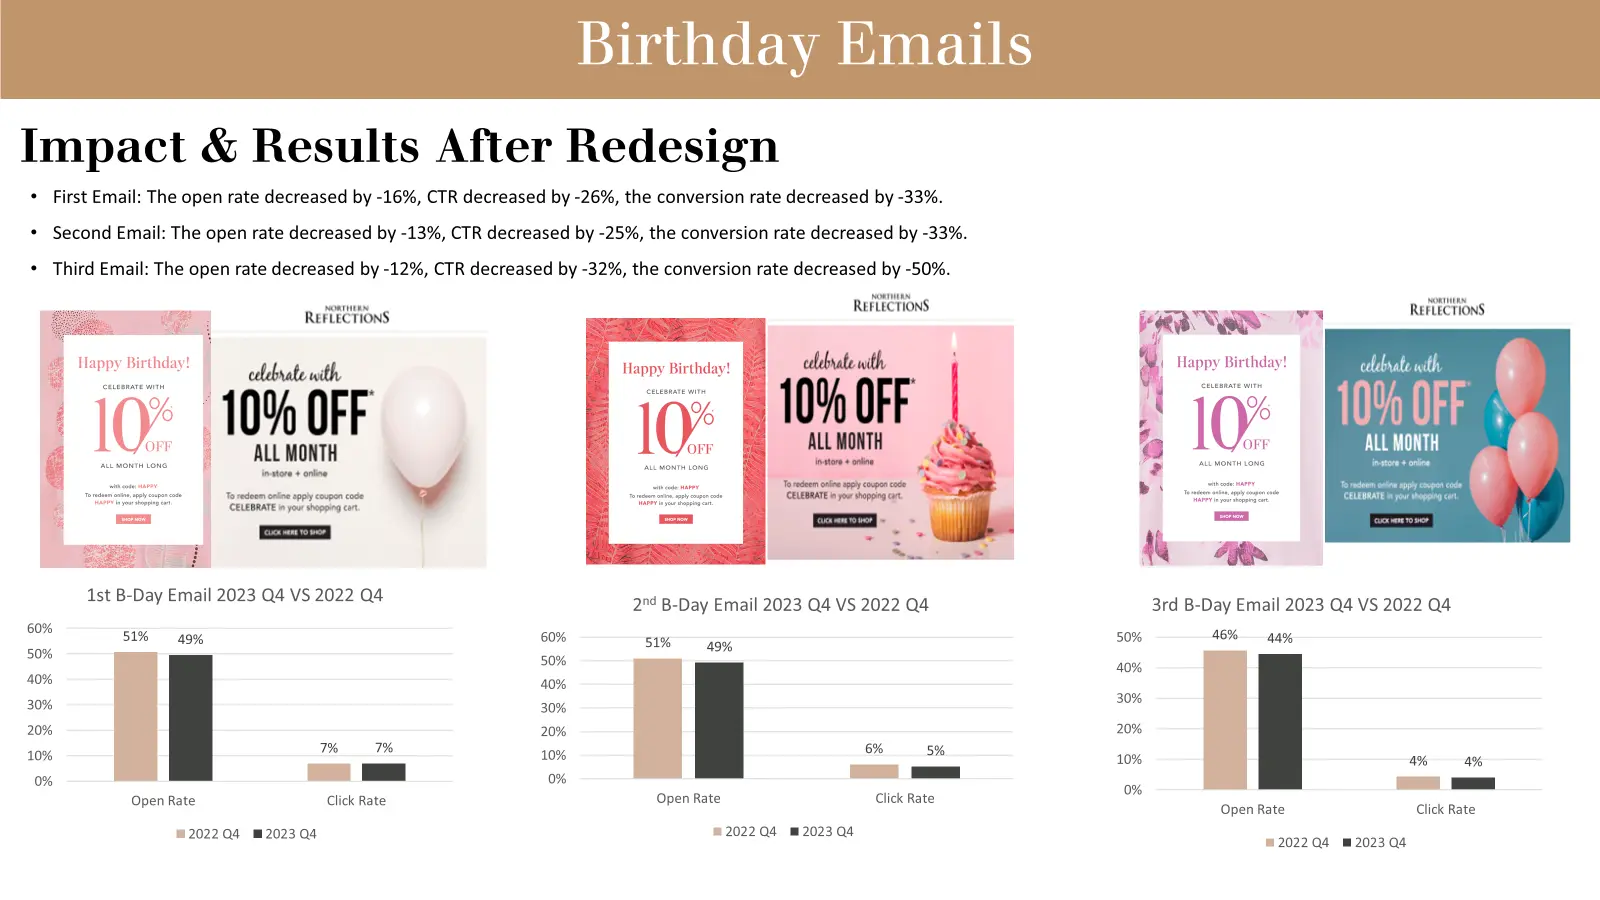 Birthday Emails
Impact & Results After Redesign
• First Email: The open rate decreased by -16%, CTR decreased by -26%, the conversion rate decreased by -33%.
• Second Email: The open rate decreased by -13%, CTR decreased by -25%, the conversion rate decreased by -33%.
• Third Email: The open rate decreased by -12%, CTR decreased by -32%, the conversion rate decreased by -50%.
Happy Birthday!
CELEBRATE WITH
10%
OFF
ALL MONTH LONG
with code: HAPPY
To redeem online, apply coupon code
HAPPY in your shopping cart.
SHOP NOW
NORTHERN
REFLECTIONS
celebrate with
10% OFF*
ALL MONTH
in-store + online
To redeem online apply coupon code
CELEBRATE in your shopping cart.
CLICK HERE TO SHOP
Happy Birthday!
CELEBRATE WITH
10%
OFF
ALL MONTH LONG
with code: HAPPY
To redeem online, apply coupon code
HAPPY in your shopping cart.
SHOP NOW
NORTHERN
REFLECTIONS
celebrate with
10% OFF*
ALL MONTH
in-store + online
To redeem online apply coupon code
CELEBRATE in your shopping cart.
CLICK HERE TO SHOP
Happy Birthday!
CELEBRATE WITH
10%
OFF
ALL MONTH LONG
with code: HAPPY
To redeem online, apply coupon code
HAPPY in your shopping cart.
SHOP NOW
NORTHERN
REFLECTIONS
celebrate with
10% OFF*
ALL MONTH
in-store + online
To redeem online apply coupon code
CELEBRATE in your shopping cart.
CLICK HERE TO SHOP
1st B-Day Email 2023 Q4 VS 2022 Q4
60%
50%
40%
30%
20%
10%
0%
51% 49%
7% 7%
Open Rate Click Rate
2022 Q4 2023 Q4
2nd B-Day Email 2023 Q4 VS 2022 Q4
60%
50%
40%
30%
20%
10%
0%
51% 49%
6% 5%
Open Rate Click Rate
2022 Q4 2023 Q4
3rd B-Day Email 2023 Q4 VS 2022 Q4
50%
40%
30%
20%
10%
0%
46% 44%
4% 4%
Open Rate Click Rate
2022 Q4 2023 Q4